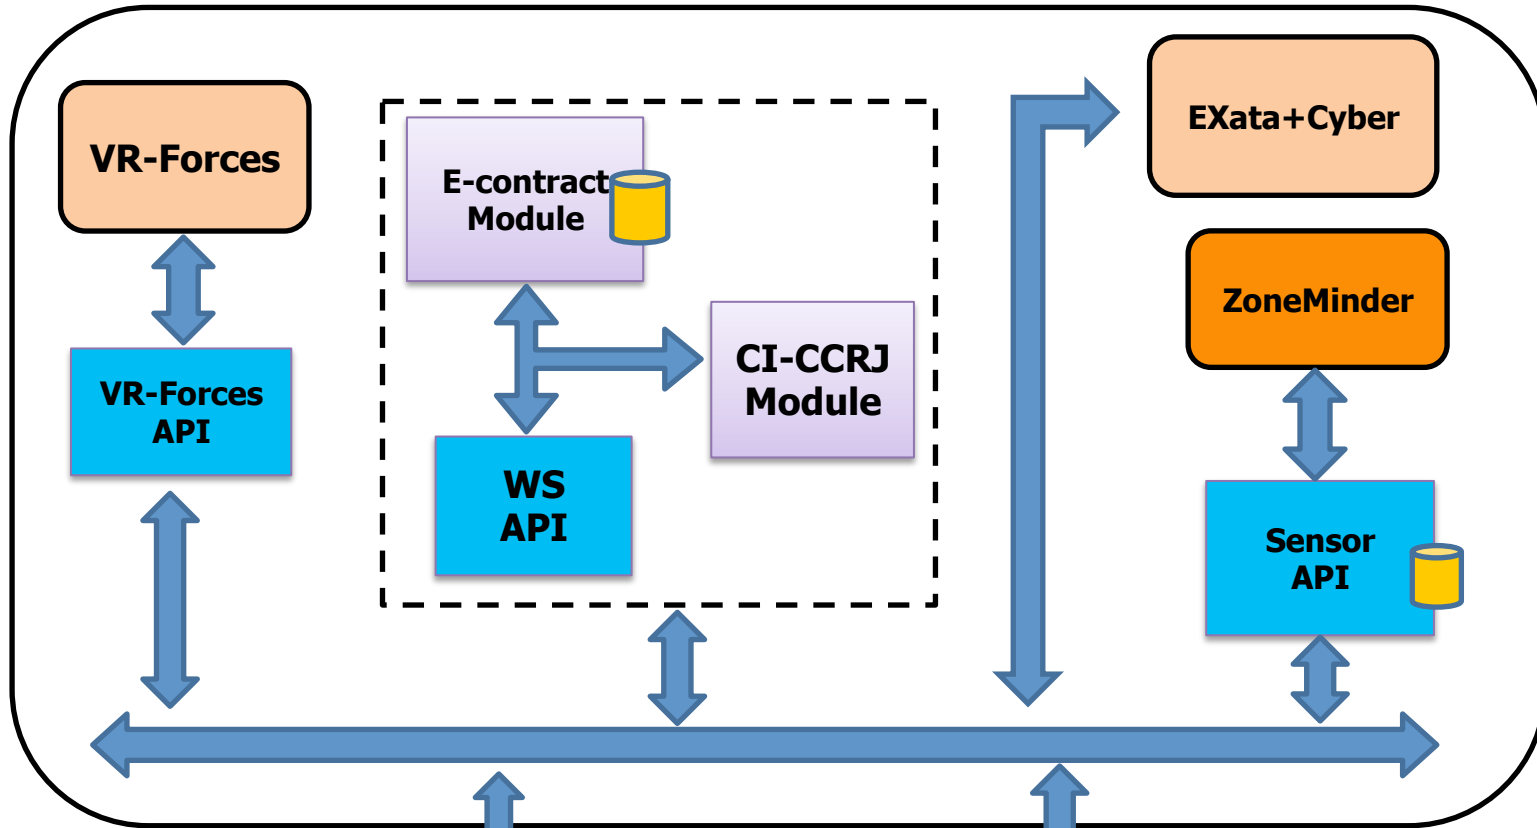 VR-Forces
VR-Forces
API
E-contract
Module
CI-CCRJ
Module
WS
API
EXata+Cyber
ZoneMinder
Sensor
API